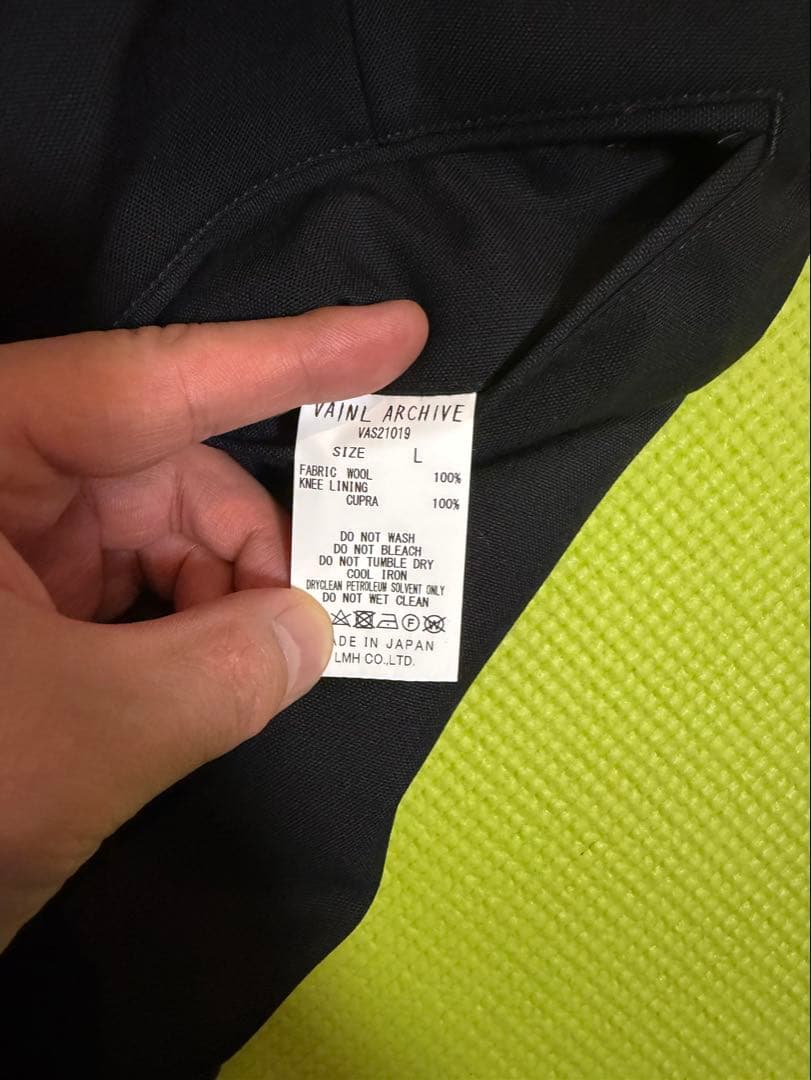 VAINL ARCHIVE
VAS21019
SIZE L
FABRIC WOOL 100%
KNEE LINING
CUPRA 100%
DO NOT WASH
DO NOT BLEACH
DO NOT TUMBLE DRY
COOL IRON
DRYCLEAN PETROLEUM SOLVENT ONLY
DO NOT WET CLEAN
F W
ADE IN JAPAN
LMH CO.,LTD.